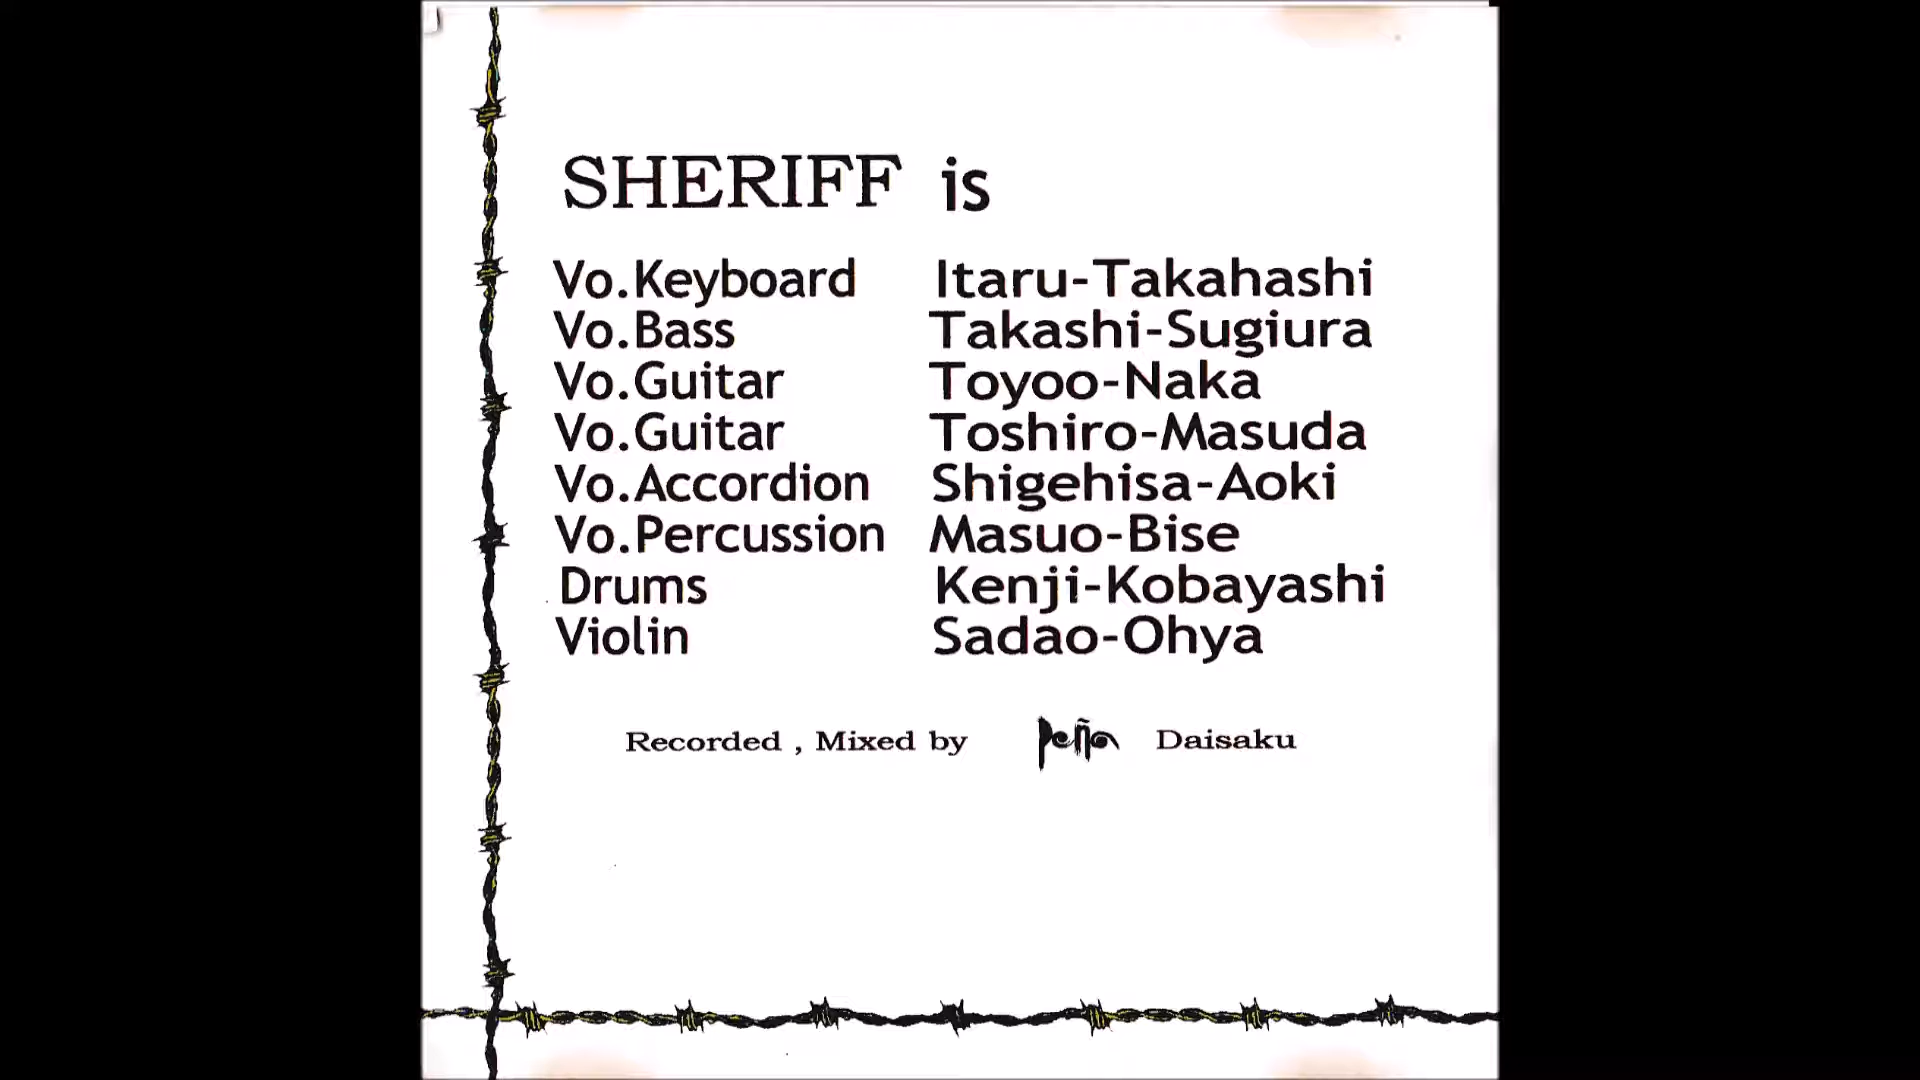 SHERIFF is
Vo.Keyboard Itaru-Takahashi
Vo.Bass Takashi-Sugiura
Vo.Guitar Toyoo-Naka
Vo.Guitar Toshiro-Masuda
Vo.Accordion Shigehisa-Aoki
Vo.Percussion Masuo-Bise
Drums Kenji-Kobayashi
Violin Sadao-Ohya
Recorded , Mixed by Peña Daisaku